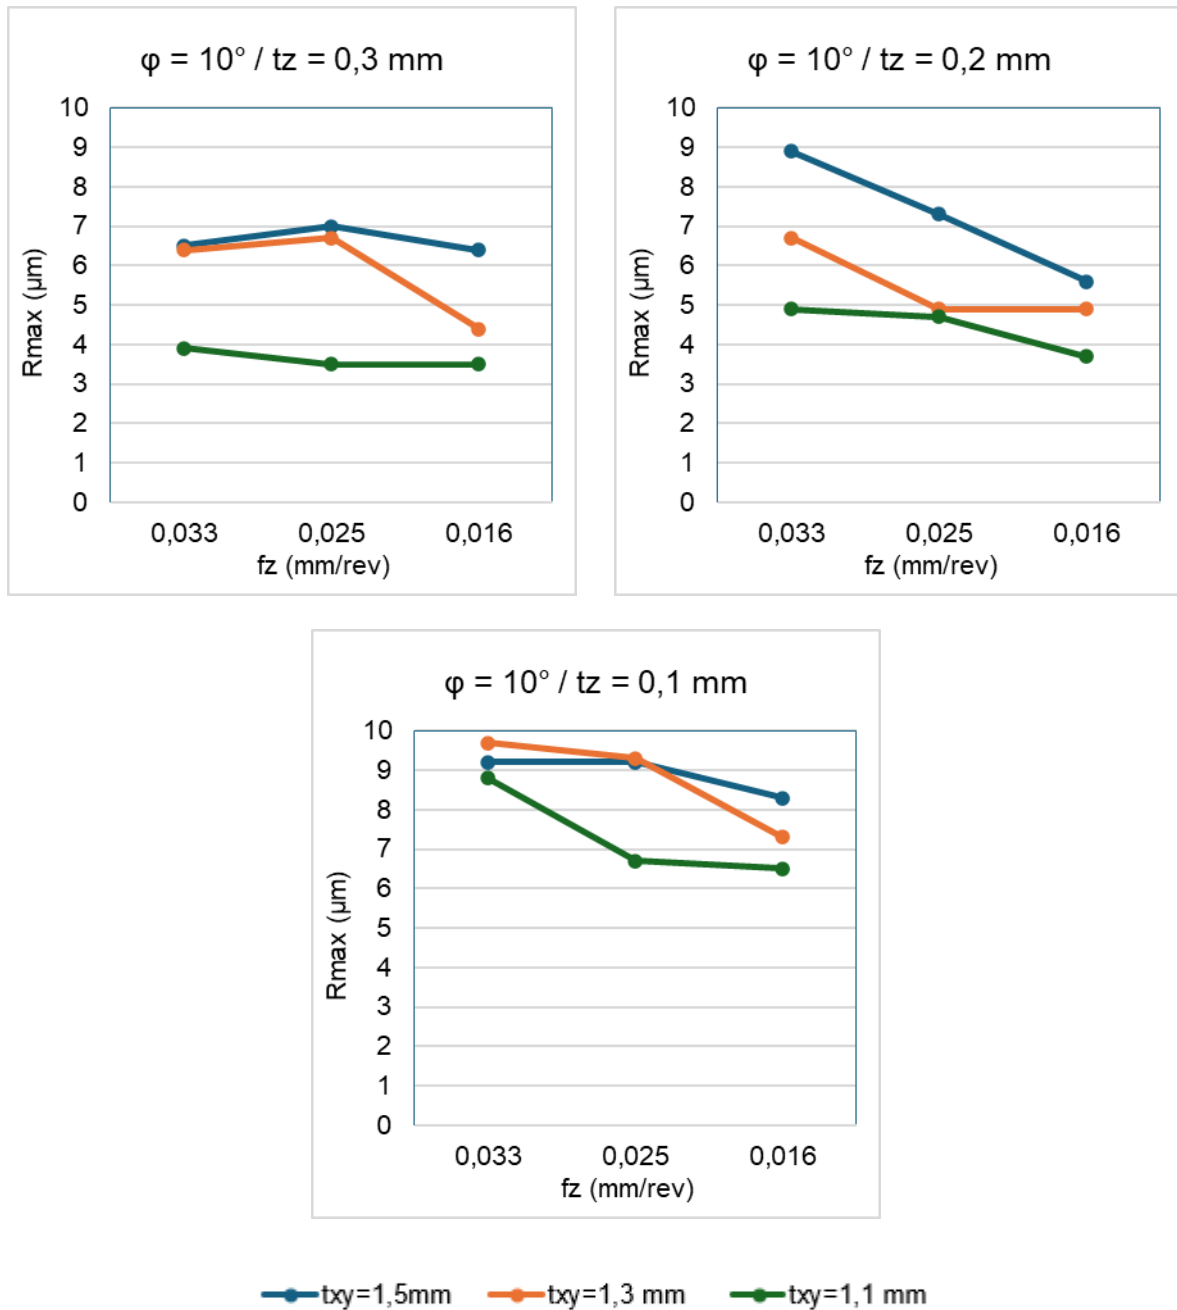 φ = 10° / tz = 0,3 mm
10
9
8
7
6
5
4
3
2
1
0
Rmax (μm)
0,033 0,025 0,016
fz (mm/rev)
φ = 10° / tz = 0,2 mm
10
9
8
7
6
5
4
3
2
1
0
Rmax (μm)
0,033 0,025 0,016
fz (mm/rev)
φ = 10° / tz = 0,1 mm
10
9
8
7
6
5
4
3
2
1
0
Rmax (μm)
0,033 0,025 0,016
fz (mm/rev)
txy=1,5mm txy=1,3 mm txy=1,1 mm